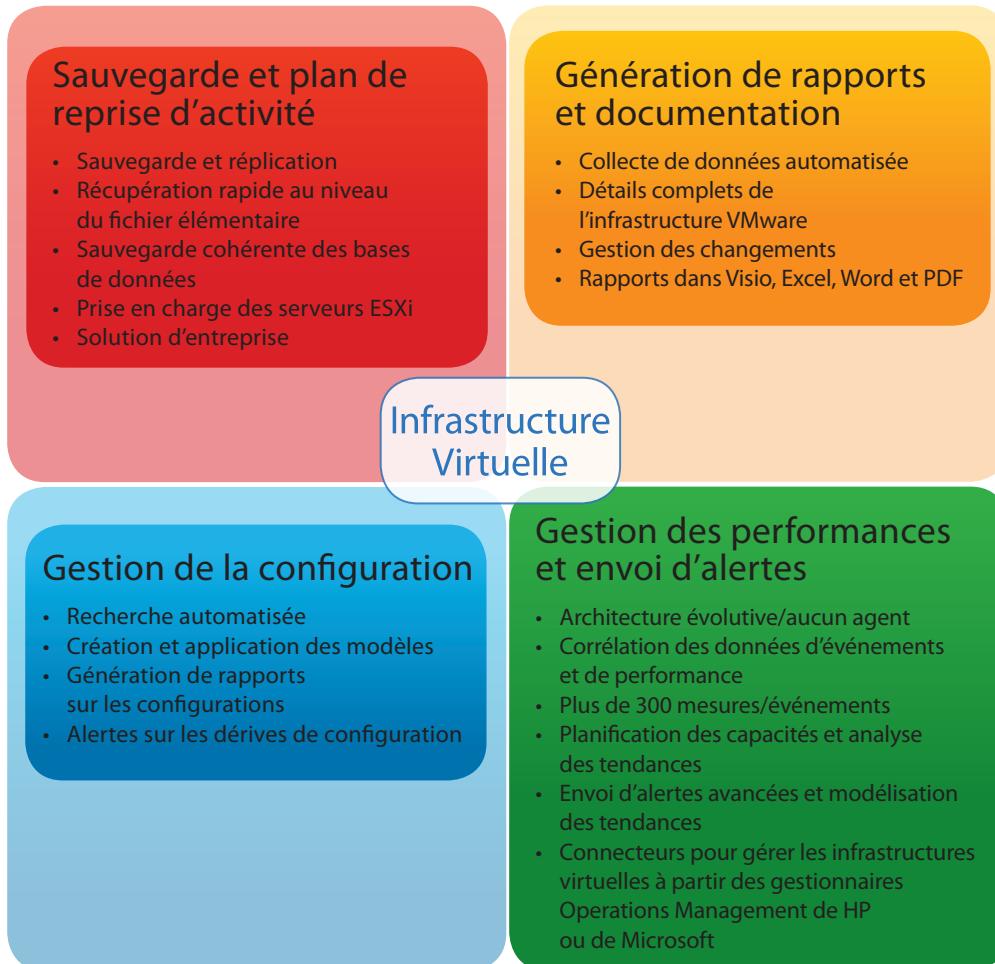 Sauvegarde et plan de
reprise d’activité
• Sauvegarde et réplication
• Récupération rapide au niveau
du fichier élémentaire
• Sauvegarde cohérente des bases
de données
• Prise en charge des serveurs ESXi
• Solution d’entreprise
Génération de rapports
et documentation
• Collecte de données automatisée
• Détails complets de
l’infrastructure VMware
• Gestion des changements
• Rapports dans Visio, Excel, Word et PDF
Infrastructure
Virtuelle
Gestion de la configuration
• Recherche automatisée
• Création et application des modèles
• Génération de rapports
sur les configurations
• Alertes sur les dérives de configuration
Gestion des performances
et envoi d’alertes
• Architecture évolutive/aucun agent
• Corrélation des données d’événements
et de performance
• Plus de 300 mesures/événements
• Planification des capacités et analyse
des tendances
• Envoi d’alertes avancées et modélisation
des tendances
• Connecteurs pour gérer les infrastructures
virtuelles à partir des gestionnaires
Operations Management de HP
ou de Microsoft